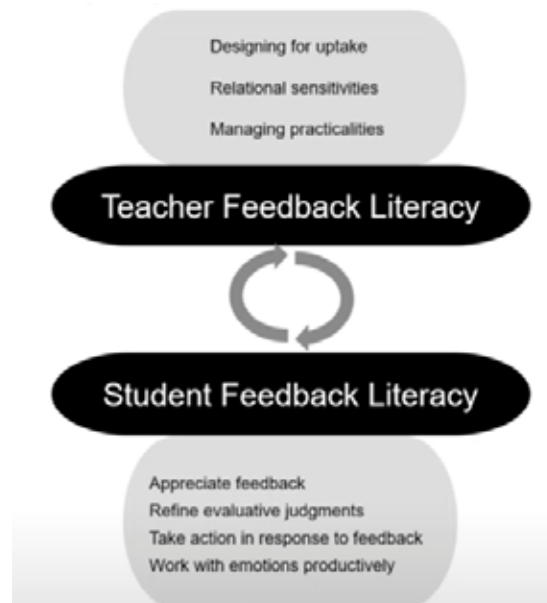 Designing for uptake
Relational sensitivities
Managing practicalities
Teacher Feedback Literacy
Student Feedback Literacy
Appreciate feedback
Refine evaluative judgments
Take action in response to feedback
Work with emotions productively